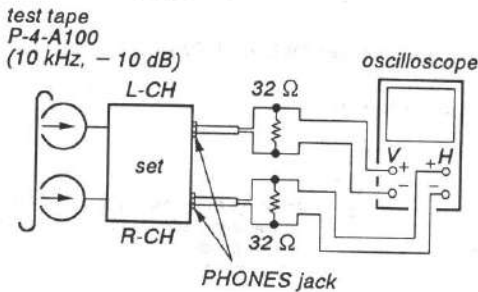 test tape
P-4-A100
(10 kHz, − 10 dB)
L-CH
32 Ω
oscilloscope
set
V
H
+
−
+
−
R-CH
32 Ω
PHONES jack